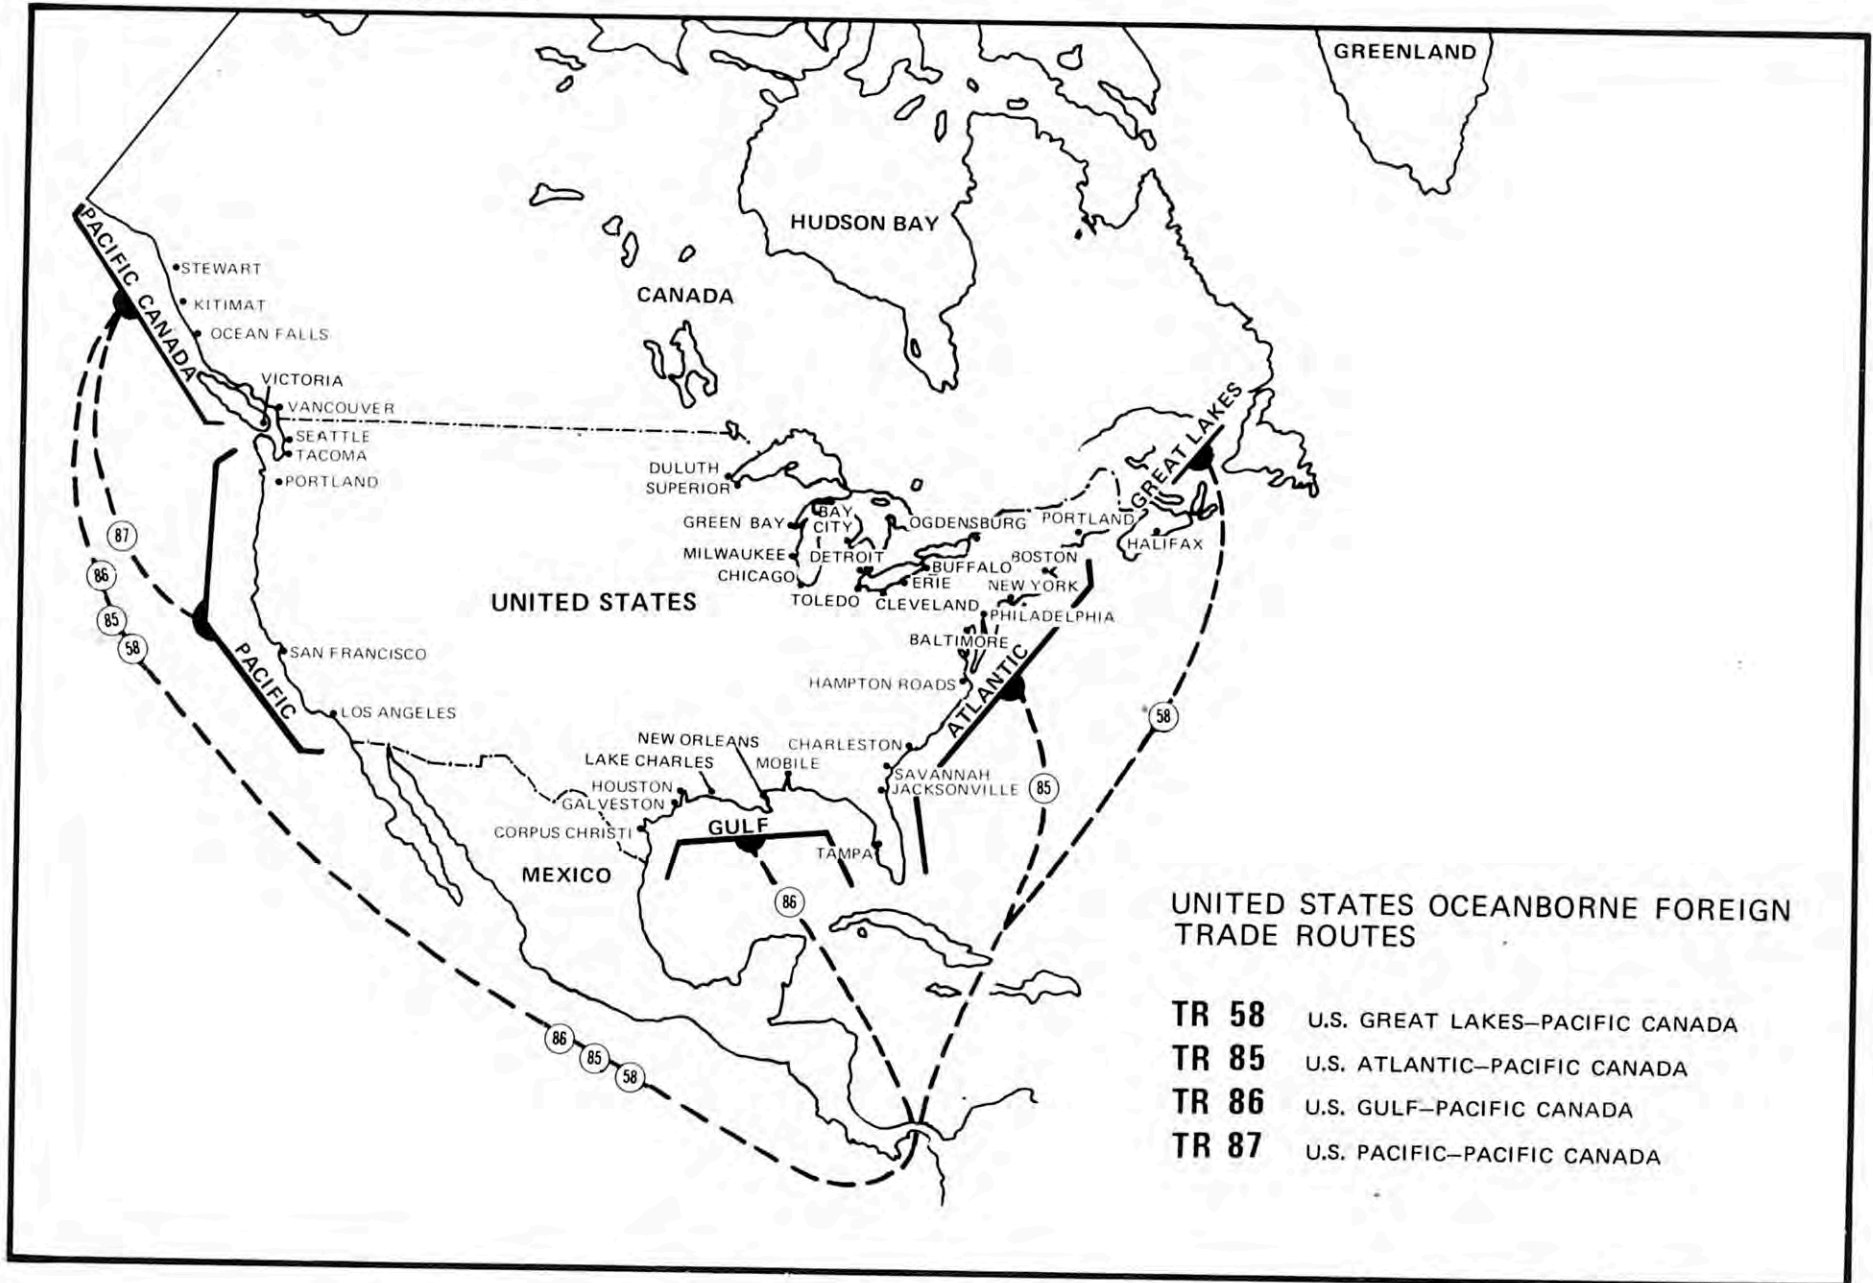 GREENLAND
HUDSON BAY
CANADA
PACIFIC CANADA
STEWART
KITIMAT
OCEAN FALLS
VICTORIA
VANCOUVER
SEATTLE
TACOMA
PORTLAND
GREAT LAKES
DULUTH
SUPERIOR
GREEN BAY
BAY
CITY
OGDENSBURG
PORTLAND
HALIFAX
MILWAUKEE
DETROIT
BOSTON
BUFFALO
CHICAGO
ERIE
NEW YORK
TOLEDO
CLEVELAND
PHILADELPHIA
UNITED STATES
BALTIMORE
87
86
85
58
SAN FRANCISCO
PACIFIC
LOS ANGELES
HAMPTON ROADS
ATLANTIC
58
NEW ORLEANS
CHARLESTON
LAKE CHARLES
MOBILE
SAVANNAH
HOUSTON
JACKSONVILLE
85
GALVESTON
CORPUS CHRISTI
GULF
TAMPA
MEXICO
86
86
85
58
UNITED STATES OCEANBORNE FOREIGN
TRADE ROUTES
TR 58 U.S. GREAT LAKES–PACIFIC CANADA
TR 85 U.S. ATLANTIC–PACIFIC CANADA
TR 86 U.S. GULF–PACIFIC CANADA
TR 87 U.S. PACIFIC–PACIFIC CANADA